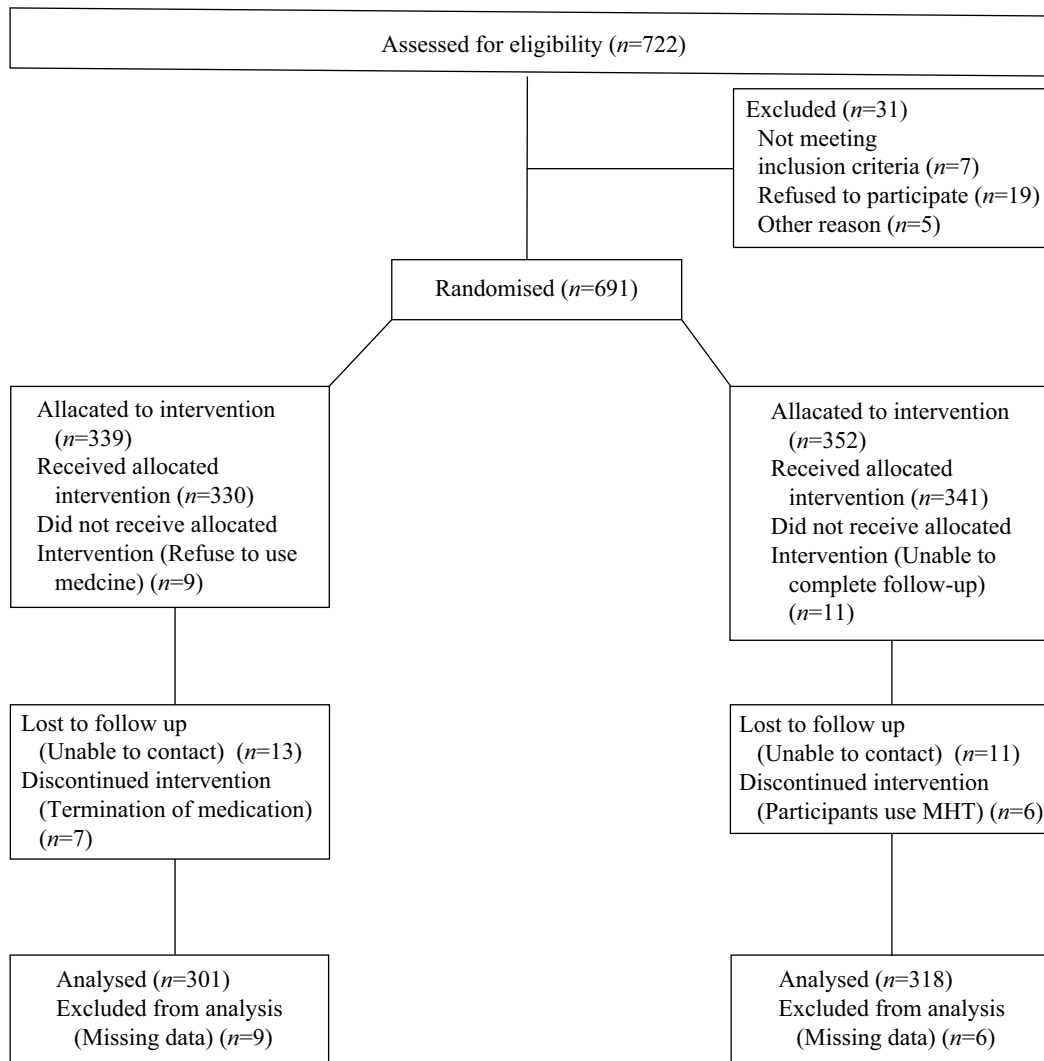 Assessed for eligibility (n=722)
Excluded (n=31)
Not meeting
inclusion criteria (n=7)
Refused to participate (n=19)
Other reason (n=5)
Randomised (n=691)
Allacated to intervention
(n=339)
Received allocated
intervention (n=330)
Did not receive allocated
Intervention (Refuse to use
medcine) (n=9)
Allacated to intervention
(n=352)
Received allocated
intervention (n=341)
Did not receive allocated
Intervention (Unable to
complete follow-up)
(n=11)
Lost to follow up
(Unable to contact) (n=13)
Discontinued intervention
(Termination of medication)
(n=7)
Lost to follow up
(Unable to contact) (n=11)
Discontinued intervention
(Participants use MHT) (n=6)
Analysed (n=301)
Excluded from analysis
(Missing data) (n=9)
Analysed (n=318)
Excluded from analysis
(Missing data) (n=6)